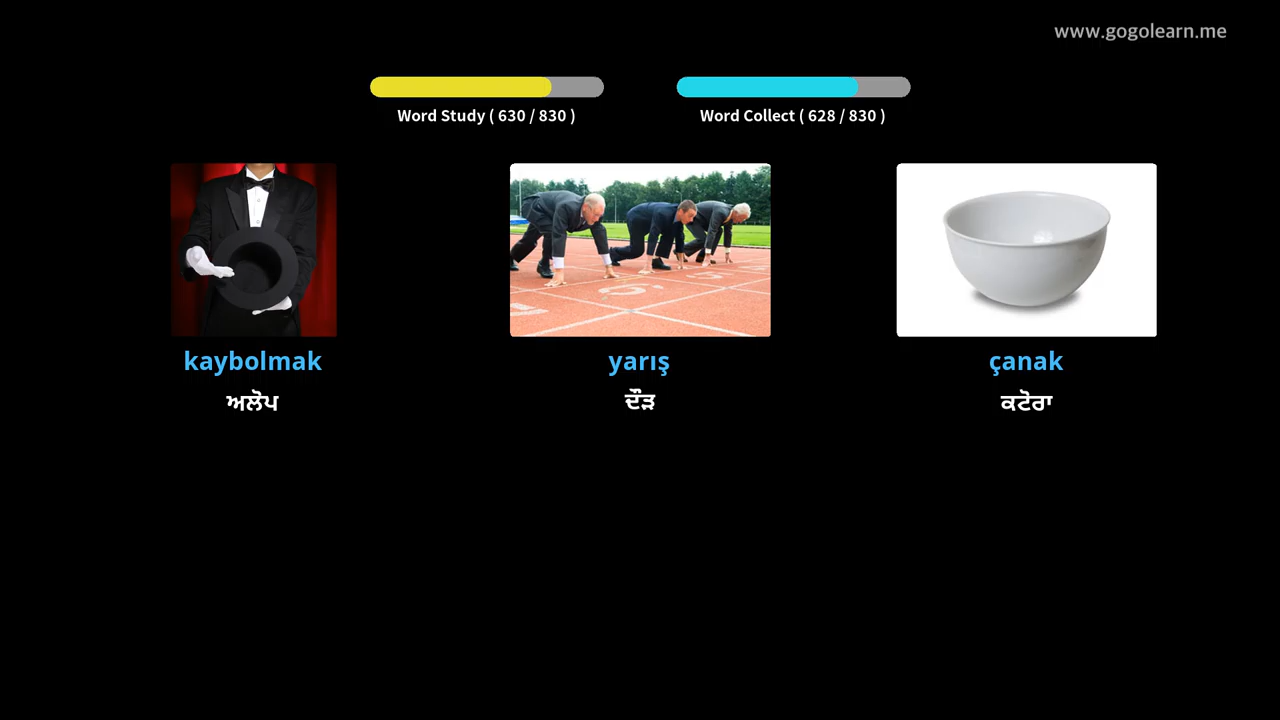 www.gogolearn.me
Word Study ( 630 / 830 )
Word Collect ( 628 / 830 )
kaybolmak
yarış
çanak
ਅਲੋਪ
ਦੌੜ
ਕਟੋਰਾ